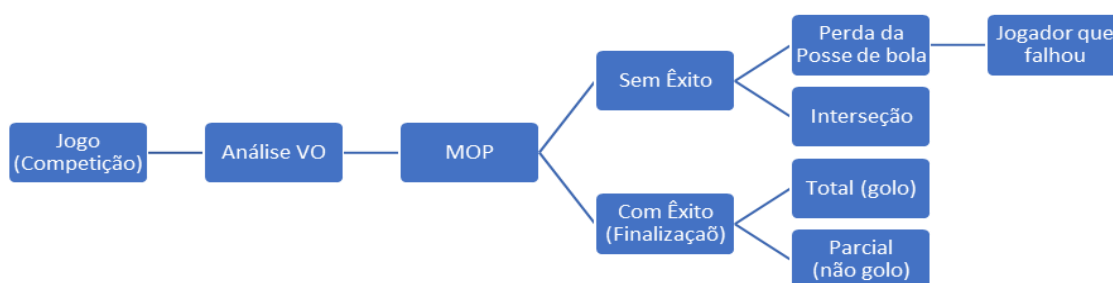 Jogo
(Competição)
Análise VO
MOP
Sem Êxito
Com Êxito
(Finalizaçaõ)
Perda da
Posse de bola
Interseção
Total (golo)
Parcial
(não golo)
Jogador que
falhou